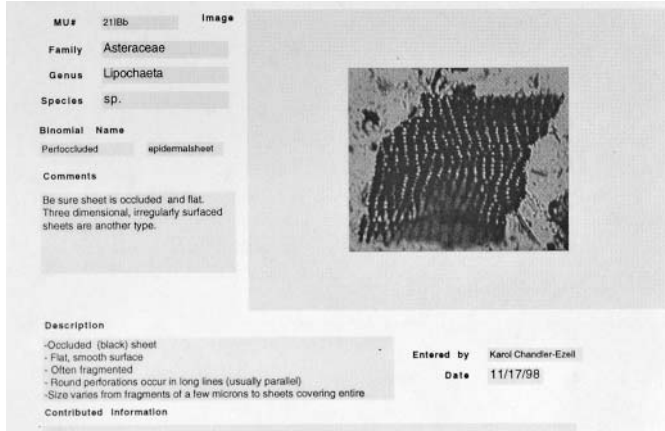 MU# 21IBb Image
Family Asteraceae
Genus Lipochaeta
Species sp.
Binomial Name
Perfoccluded epidermalsheet
Comments
Be sure sheet is occluded and flat.
Three dimensional, irregularly surfaced
sheets are another type.
Description
-Occluded (black) sheet
- Flat, smooth surface
- Often fragmented
- Round perforations occur in long lines (usually parallel)
-Size varies from fragments of a few microns to sheets covering entire
Entered by Karol Chandler-Ezell
Date 11/17/98
Contributed Information